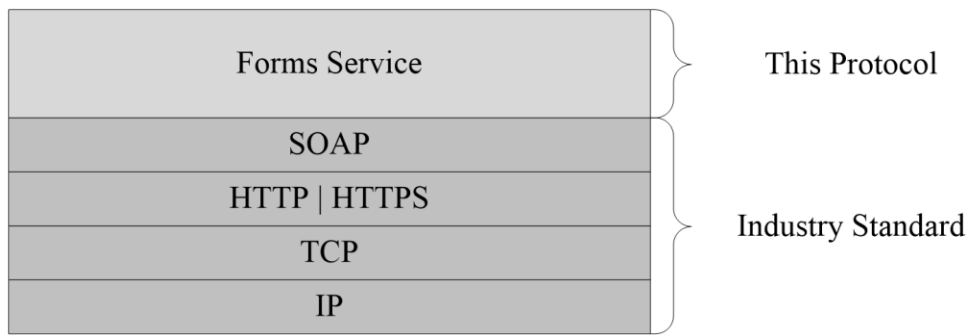 Forms Service
This Protocol
SOAP
HTTP | HTTPS
TCP
IP
Industry Standard